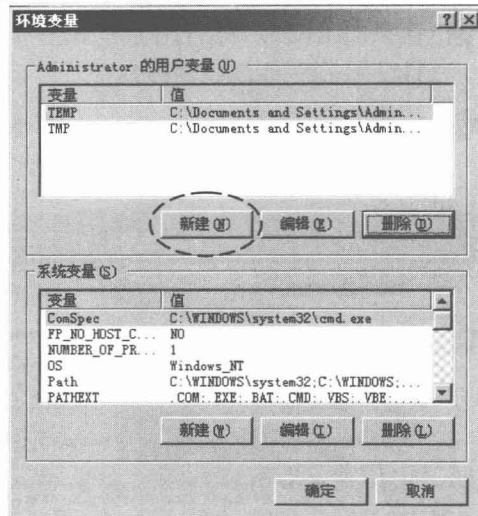 环境变量
Administrator 的用户变量(U)
变量 值
TEMP C:\Documents and Settings\Admin...
TMP C:\Documents and Settings\Admin...
新建(N) 编辑(E) 删除(D)
系统变量(S)
变量 值
ComSpec C:\WINDOWS\system32\cmd.exe
FP_NO_HOST_C... NO
NUMBER_OF_PR... 1
OS Windows_NT
Path C:\WINDOWS\system32;C:\WINDOWS;...
PATHEXT .COM;.EXE;.BAT;.CMD;.VBS;.VBE;....
新建(W) 编辑(I) 删除(L)
确定 取消